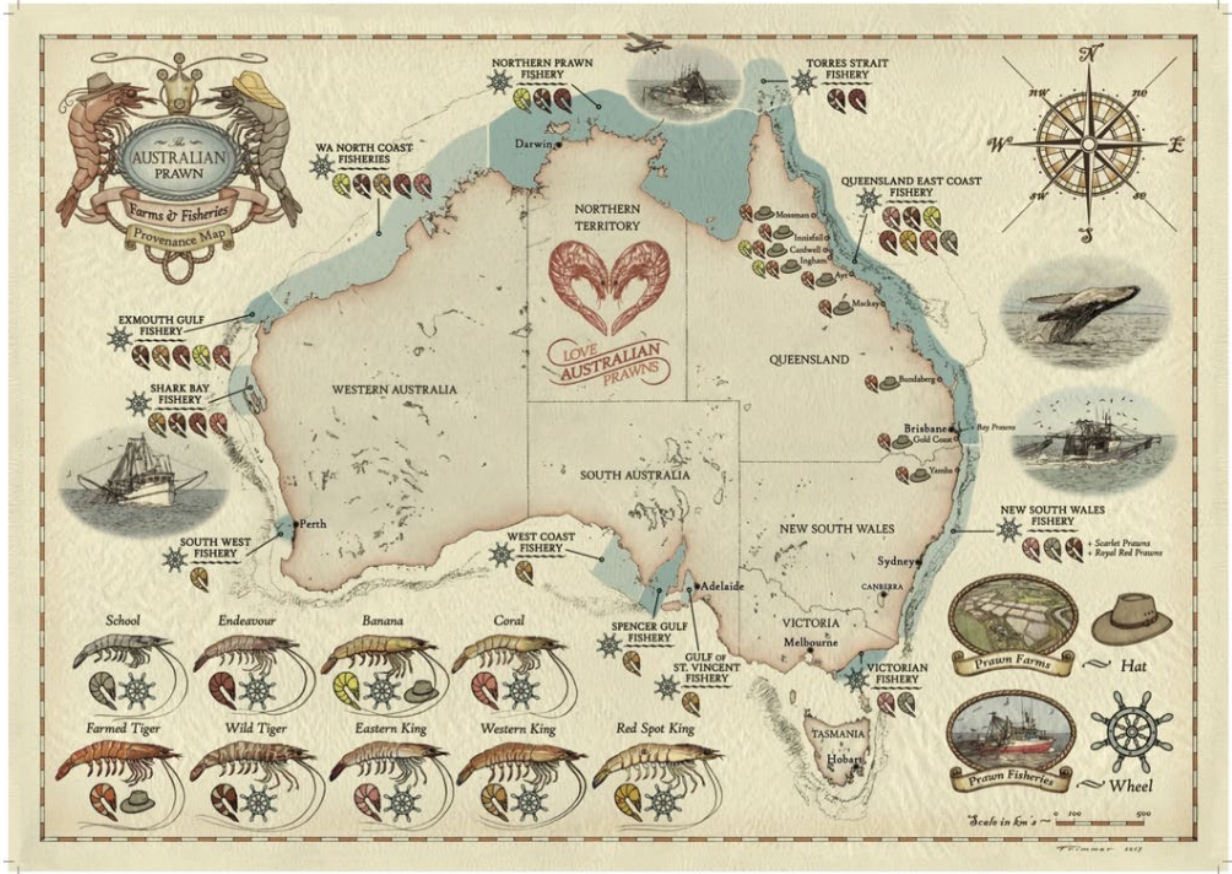 The
AUSTRALIAN
PRAWN
Farms & Fisheries
Provenance Map
NORTHERN PRAWN
FISHERY
TORRES STRAIT
FISHERY
N
nw
ne
W
E
sw
se
S
WA NORTH COAST
FISHERIES
Darwin
QUEENSLAND EAST COAST
FISHERY
NORTHERN
TERRITORY
Mossman
Innisfail
Cardwell
Ingham
Ayr
Mackay
EXMOUTH GULF
FISHERY
LOVE
AUSTRALIAN
PRAWNS
QUEENSLAND
SHARK BAY
FISHERY
WESTERN AUSTRALIA
Bundaberg
Brisbane
Bay Prawns
Gold Coast
SOUTH AUSTRALIA
Yamba
Perth
SOUTH WEST
FISHERY
WEST COAST
FISHERY
NEW SOUTH WALES
NEW SOUTH WALES
FISHERY
+ Scarlet Prawns
+ Royal Red Prawns
Sydney
Adelaide
CANBERRA
SPENCER GULF
FISHERY
GULF OF
ST. VINCENT
FISHERY
VICTORIA
Melbourne
VICTORIAN
FISHERY
TASMANIA
Hobart
School
Endeavour
Banana
Coral
Farmed Tiger
Wild Tiger
Eastern King
Western King
Red Spot King
Prawn Farms
~ Hat
Prawn Fisheries
~ Wheel
Scale in km's ~ 0 100 500